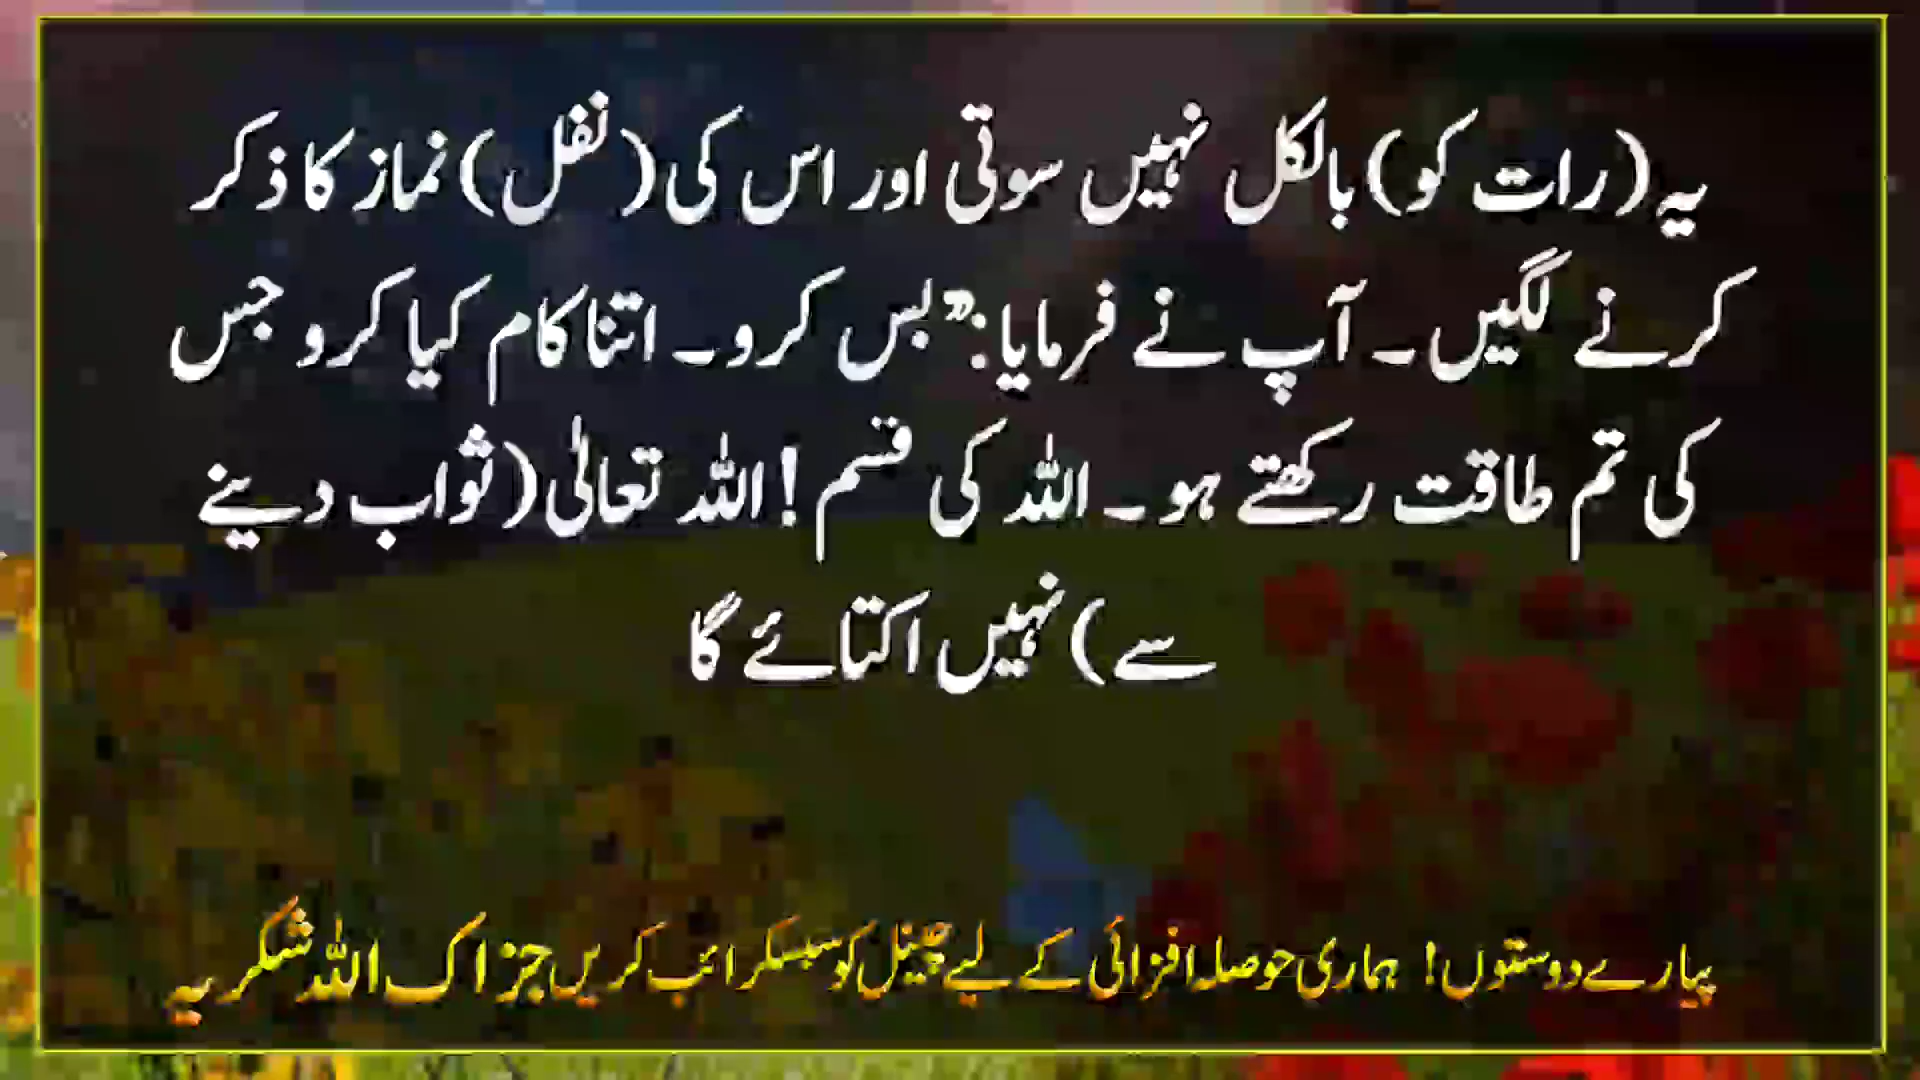 یہ (رات کو) بالکل نہیں سوتی اور اس کی (نفل) نماز کا ذکر
کرنے لگیں۔ آپ نے فرمایا: ”بس کرو۔ اتنا کام کیا کرو جس
کی تم طاقت رکھتے ہو۔ اللہ کی قسم! اللہ تعالٰی (ثواب دینے
سے) نہیں اکتائے گا
پیارے دوستوں! ہماری حوصلہ افزائی کے لیے چینل کو سبسکرائب کریں جزاک اللہ شکریہ